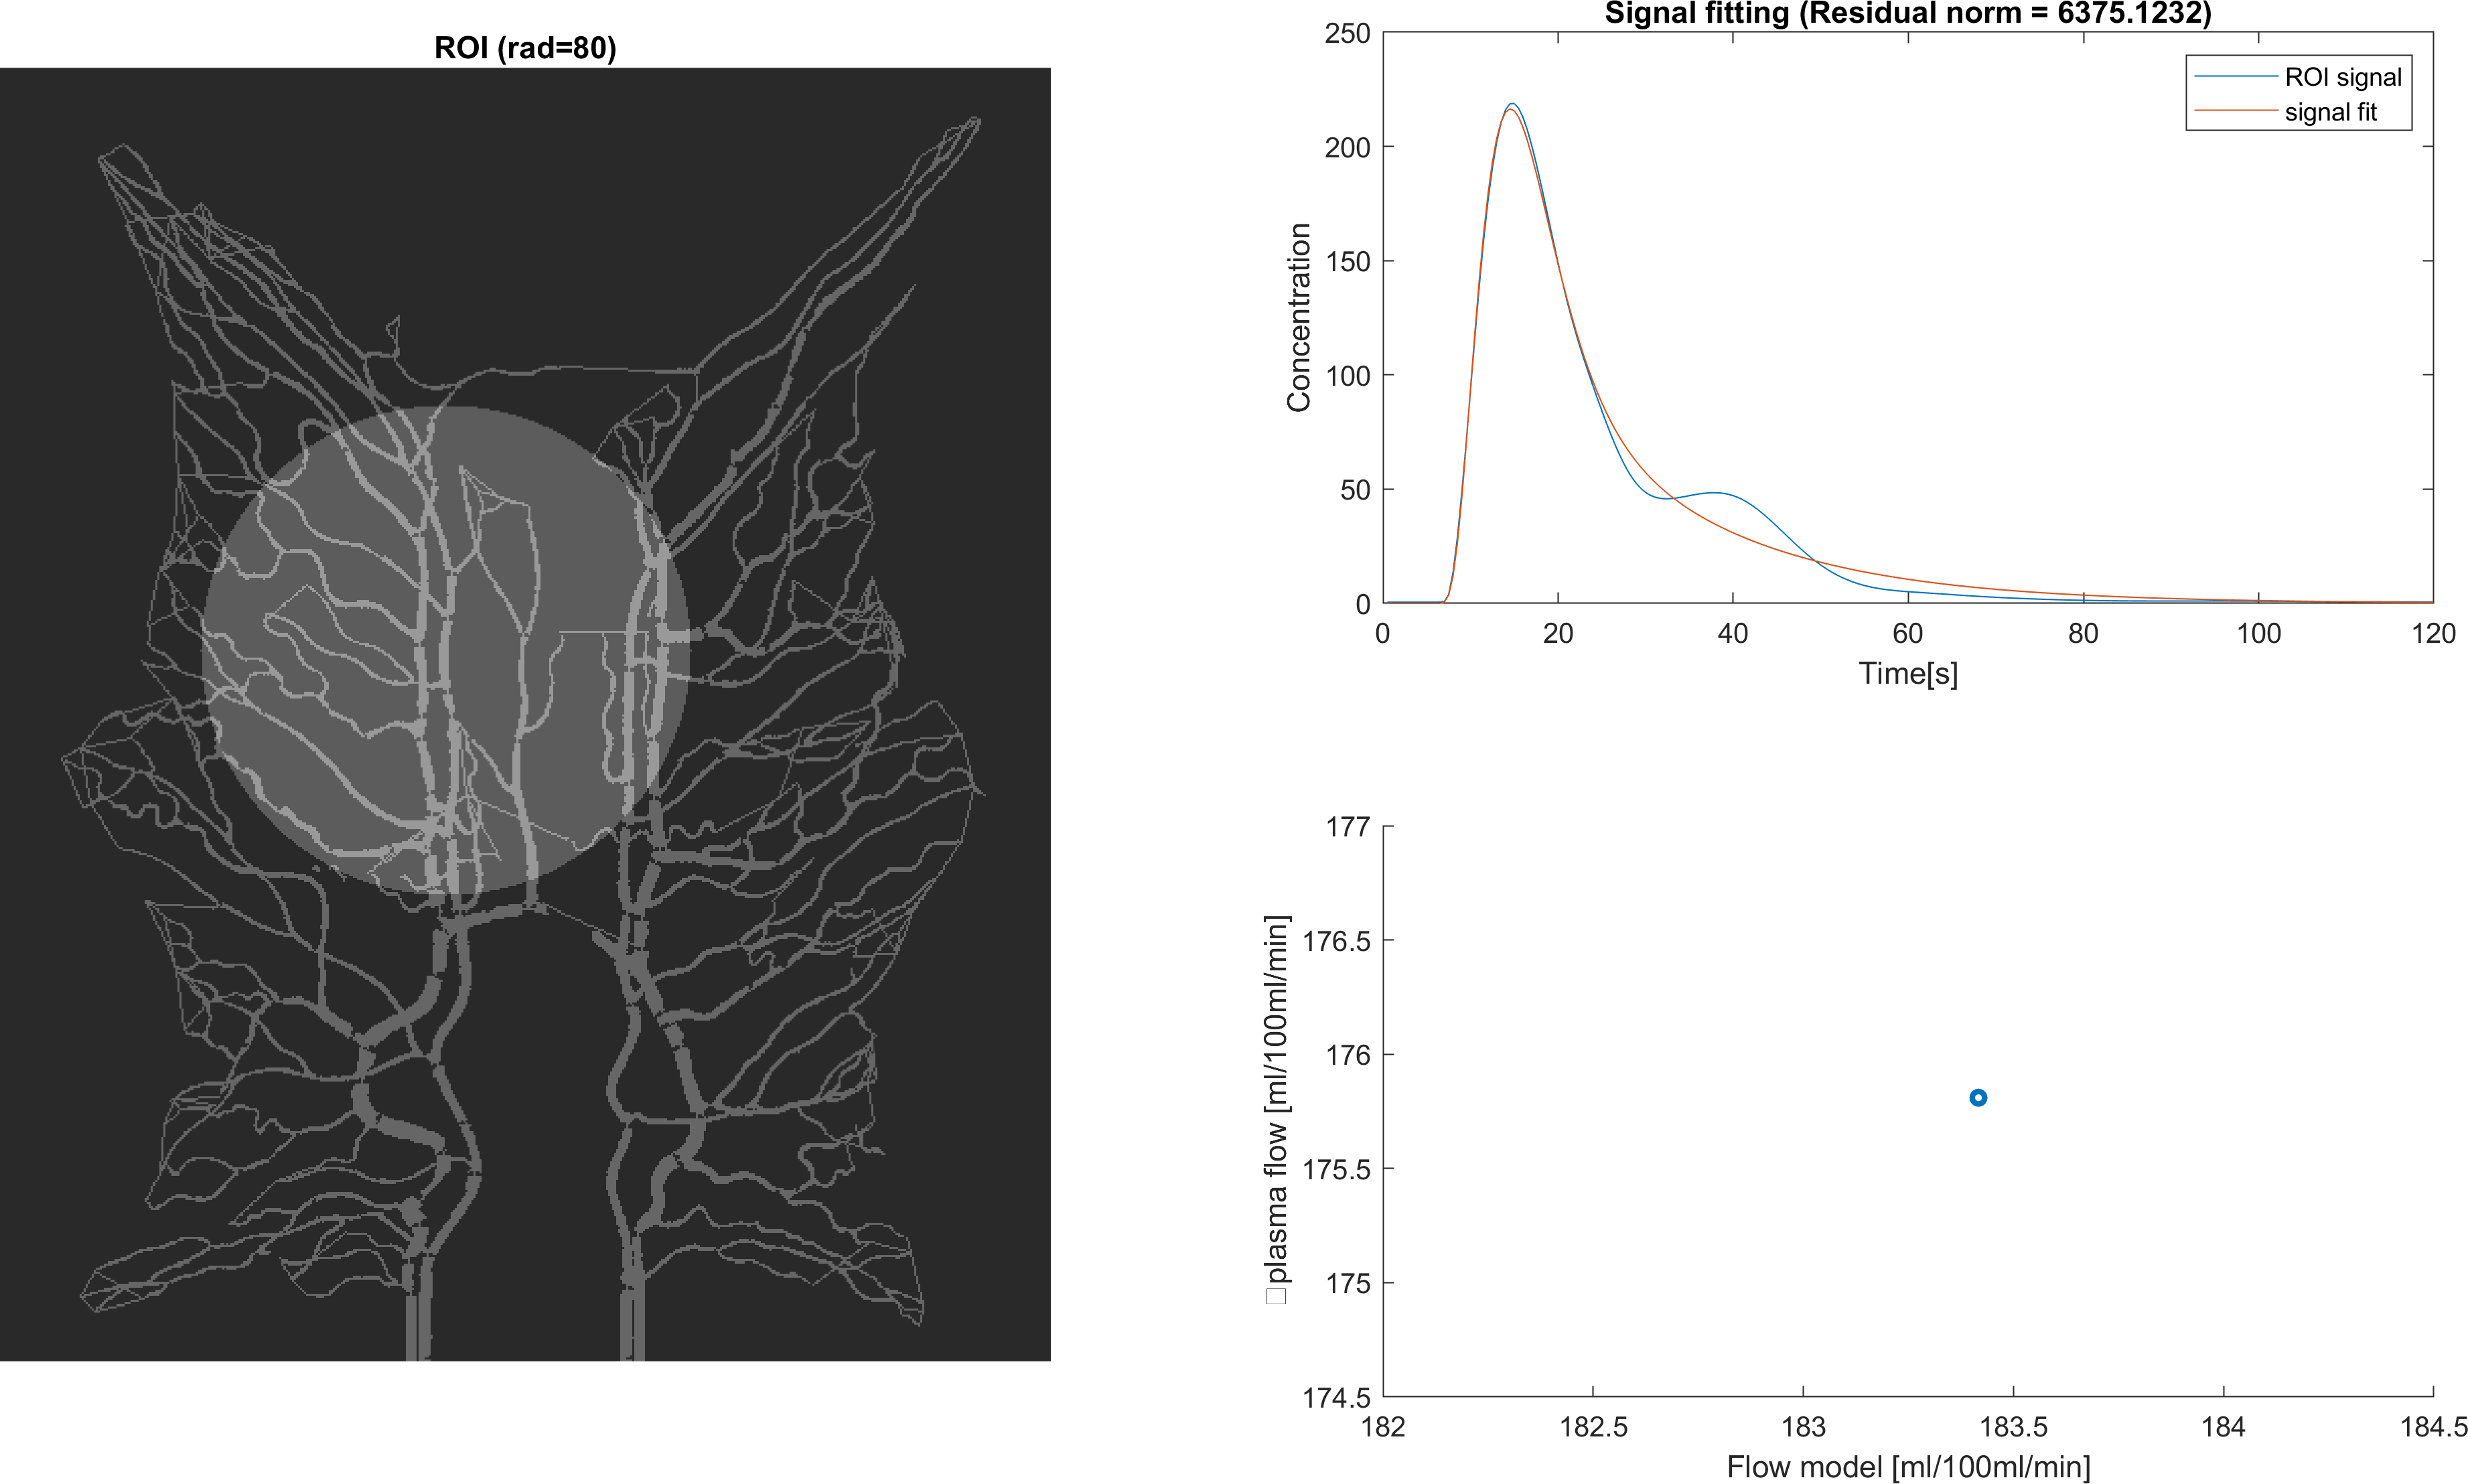 ROI (rad=80)
Signal fitting (Residual norm = 6375.1232)
250
200
150
100
50
0
Concentration
ROI signal
signal fit
0 20 40 60 80 100 120
Time[s]
177
176.5
176
175.5
175
174.5
□plasma flow [ml/100ml/min]
182 182.5 183 183.5 184 184.5
Flow model [ml/100ml/min]